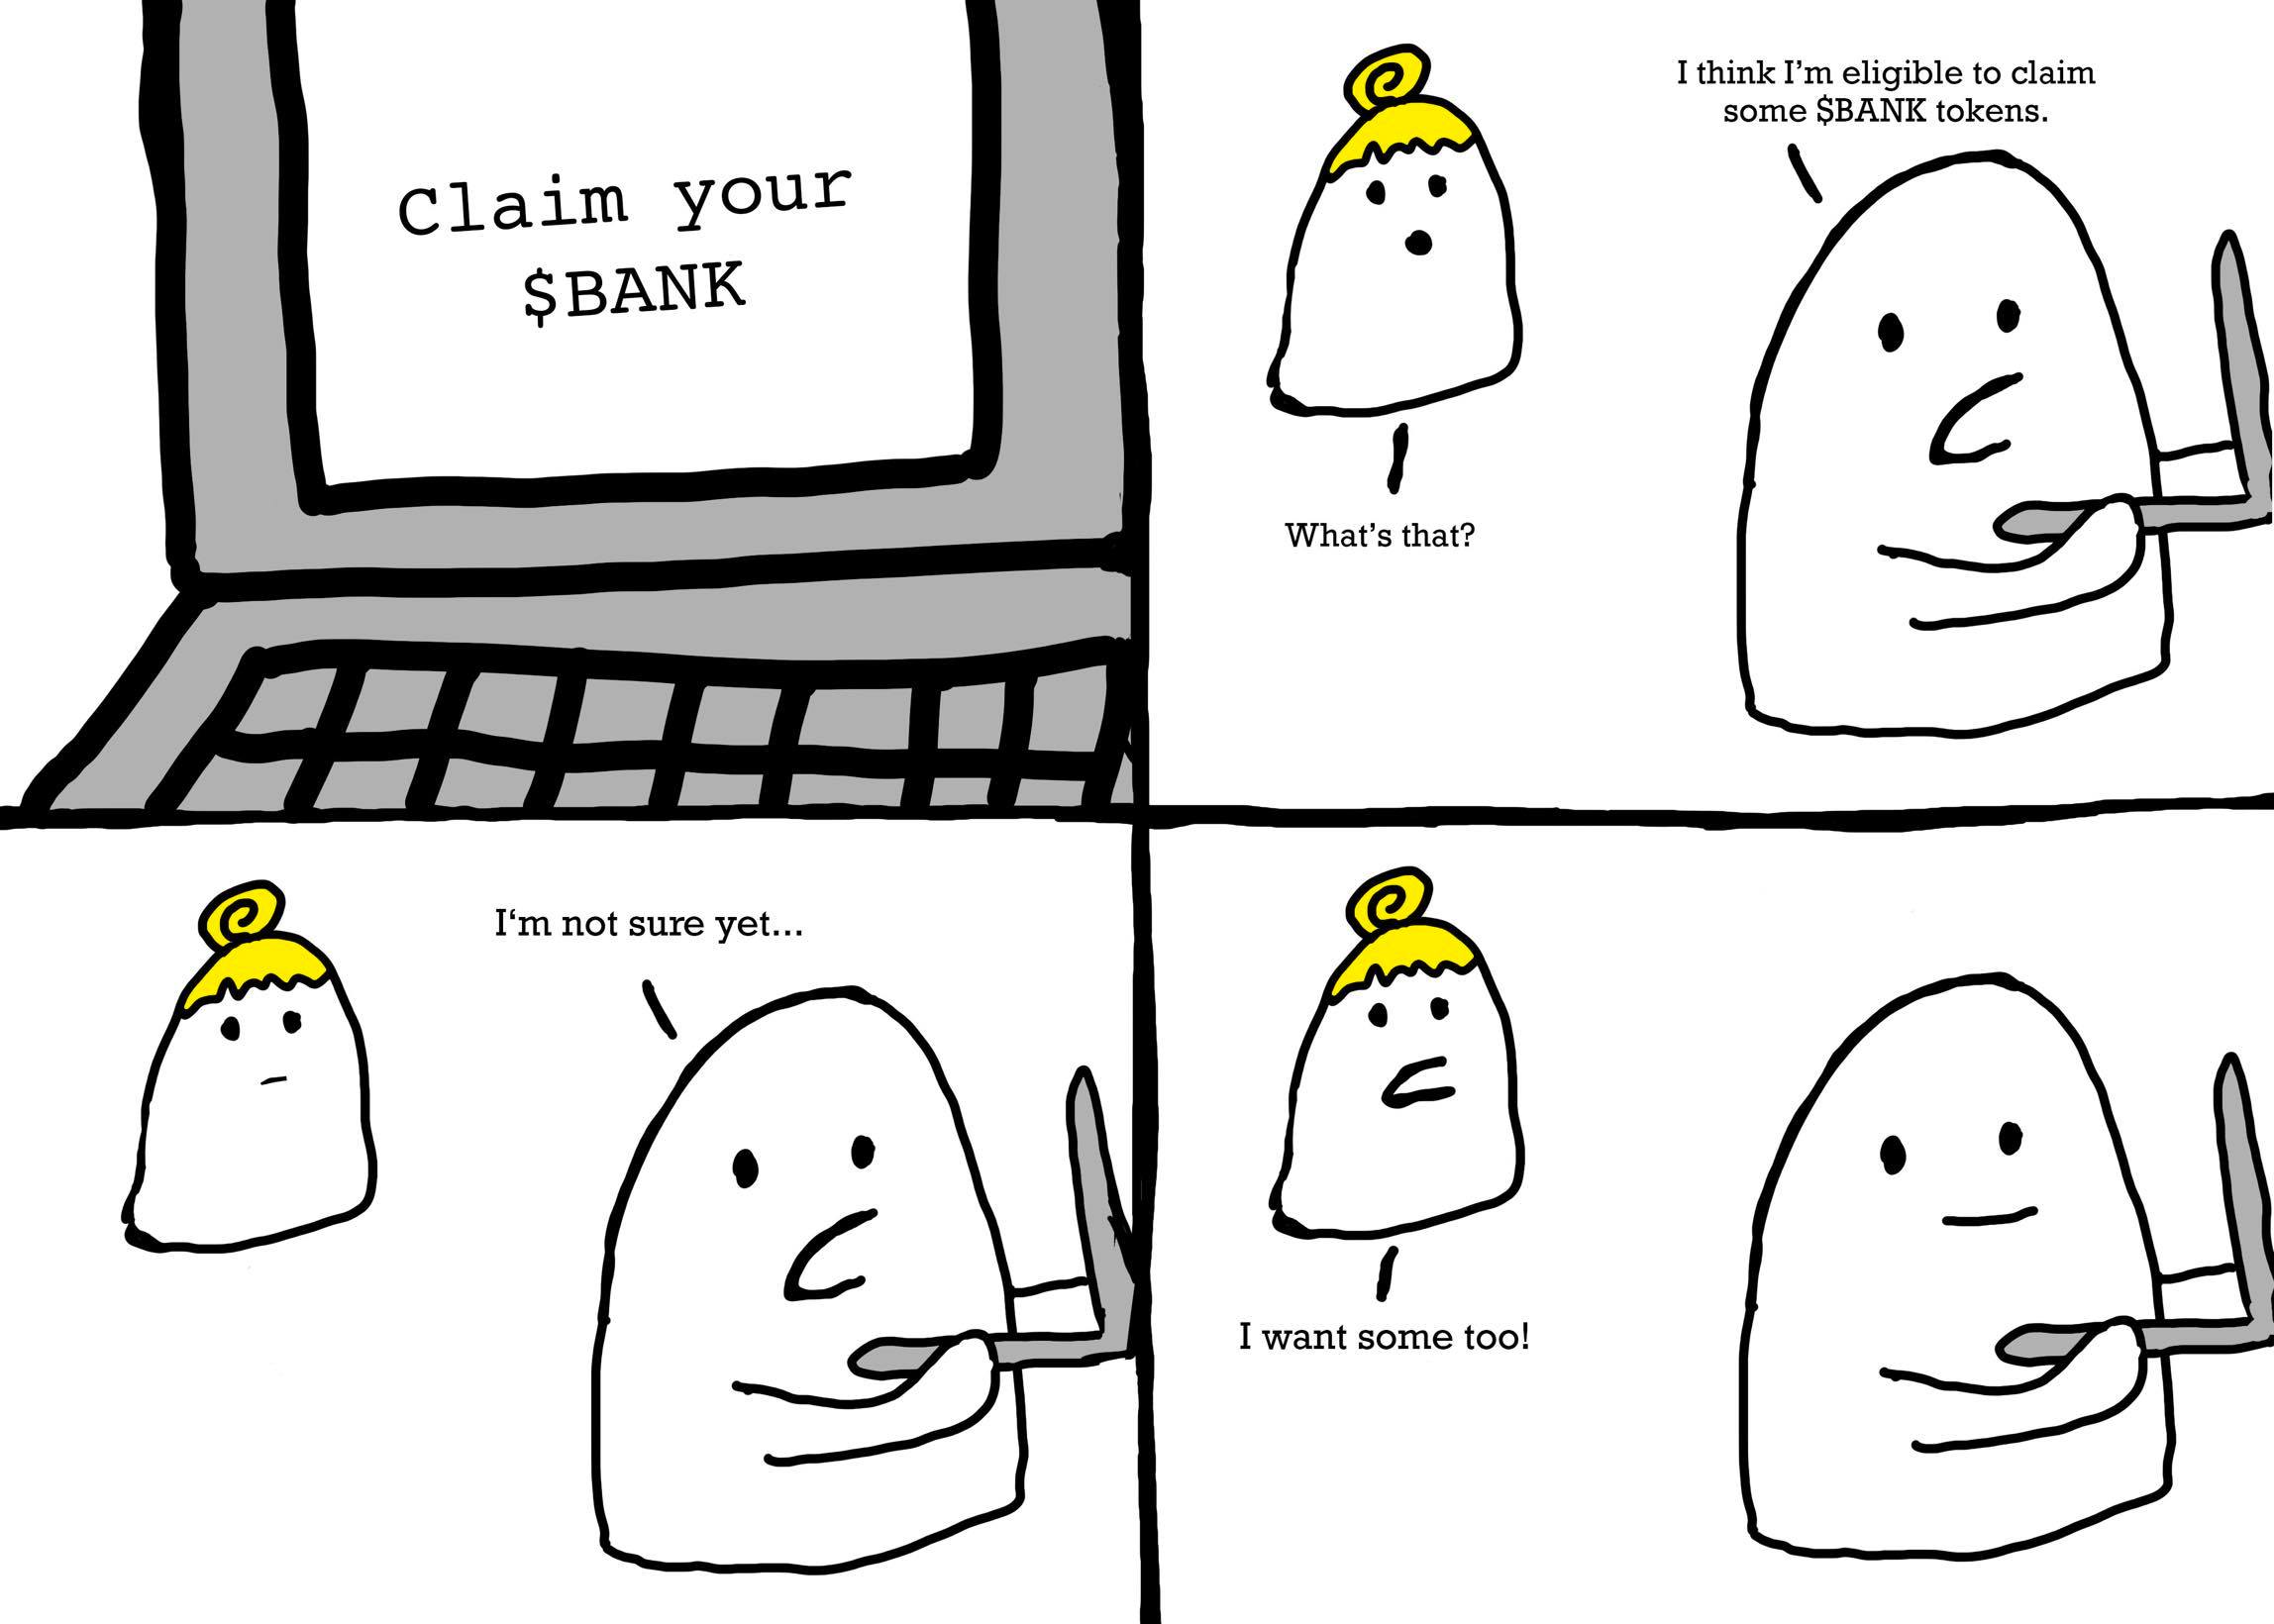 Claim your
$BANK
I think I’m eligible to claim
some $BANK tokens.
What’s that?
I‘m not sure yet...
I want some too!